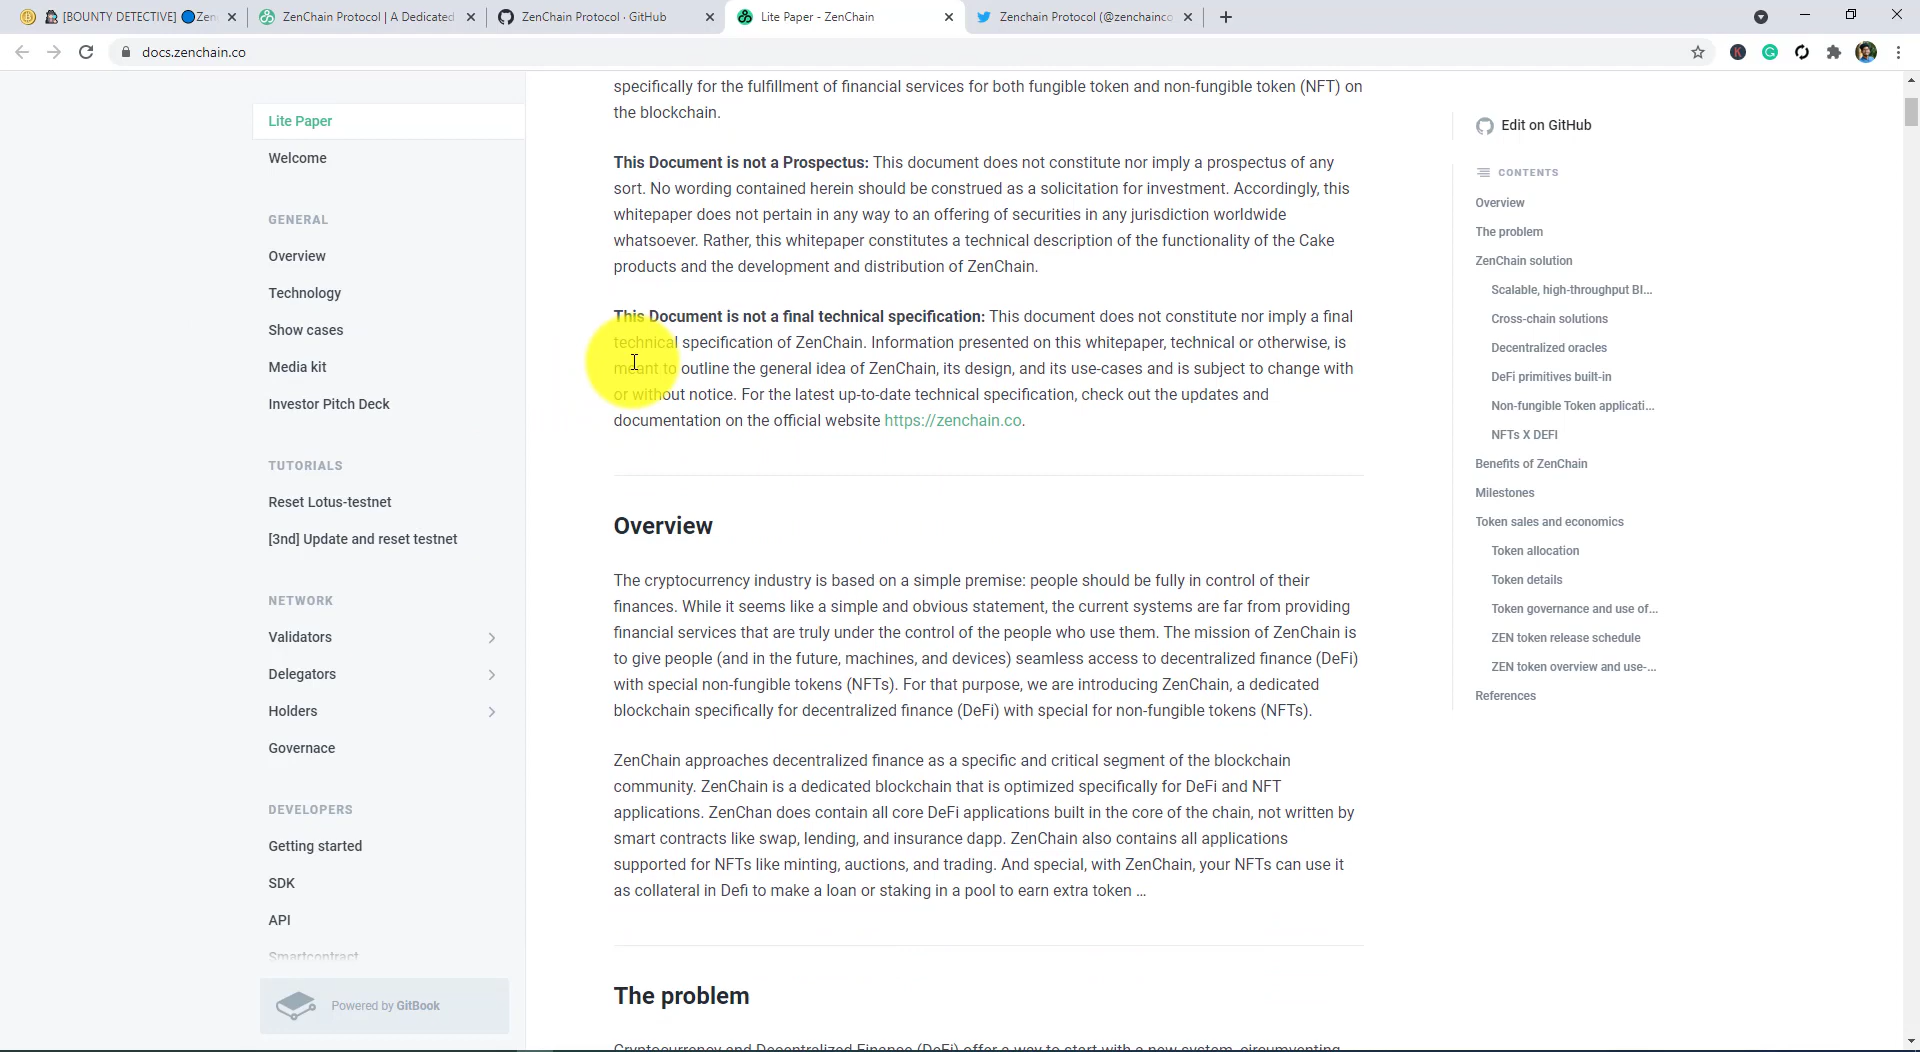 [BOUNTY DETECTIVE] Zen
ZenChain Protocol | A Dedicated
ZenChain Protocol · GitHub
Lite Paper - ZenChain
Zenchain Protocol (@zenchainco
docs.zenchain.co
Lite Paper
Welcome
GENERAL
Overview
Technology
Show cases
Media kit
Investor Pitch Deck
TUTORIALS
Reset Lotus-testnet
[3nd] Update and reset testnet
NETWORK
Validators
Delegators
Holders
Governace
DEVELOPERS
Getting started
SDK
API
Smartcontract
Powered by GitBook
specifically for the fulfillment of financial services for both fungible token and non-fungible token (NFT) on
the blockchain.
This Document is not a Prospectus: This document does not constitute nor imply a prospectus of any
sort. No wording contained herein should be construed as a solicitation for investment. Accordingly, this
whitepaper does not pertain in any way to an offering of securities in any jurisdiction worldwide
whatsoever. Rather, this whitepaper constitutes a technical description of the functionality of the Cake
products and the development and distribution of ZenChain.
This Document is not a final technical specification: This document does not constitute nor imply a final
technical specification of ZenChain. Information presented on this whitepaper, technical or otherwise, is
meant to outline the general idea of ZenChain, its design, and its use-cases and is subject to change with
or without notice. For the latest up-to-date technical specification, check out the updates and
documentation on the official website https://zenchain.co.
Overview
The cryptocurrency industry is based on a simple premise: people should be fully in control of their
finances. While it seems like a simple and obvious statement, the current systems are far from providing
financial services that are truly under the control of the people who use them. The mission of ZenChain is
to give people (and in the future, machines, and devices) seamless access to decentralized finance (DeFi)
with special non-fungible tokens (NFTs). For that purpose, we are introducing ZenChain, a dedicated
blockchain specifically for decentralized finance (DeFi) with special for non-fungible tokens (NFTs).
ZenChain approaches decentralized finance as a specific and critical segment of the blockchain
community. ZenChain is a dedicated blockchain that is optimized specifically for DeFi and NFT
applications. ZenChan does contain all core DeFi applications built in the core of the chain, not written by
smart contracts like swap, lending, and insurance dapp. ZenChain also contains all applications
supported for NFTs like minting, auctions, and trading. And special, with ZenChain, your NFTs can use it
as collateral in Defi to make a loan or staking in a pool to earn extra token ...
The problem
Cryptocurrency and Decentralized Finance (DeFi) offer a way to start with a new system, circumventing
Edit on GitHub
CONTENTS
Overview
The problem
ZenChain solution
Scalable, high-throughput Bl...
Cross-chain solutions
Decentralized oracles
DeFi primitives built-in
Non-fungible Token applicati...
NFTs X DEFI
Benefits of ZenChain
Milestones
Token sales and economics
Token allocation
Token details
Token governance and use of...
ZEN token release schedule
ZEN token overview and use-...
References